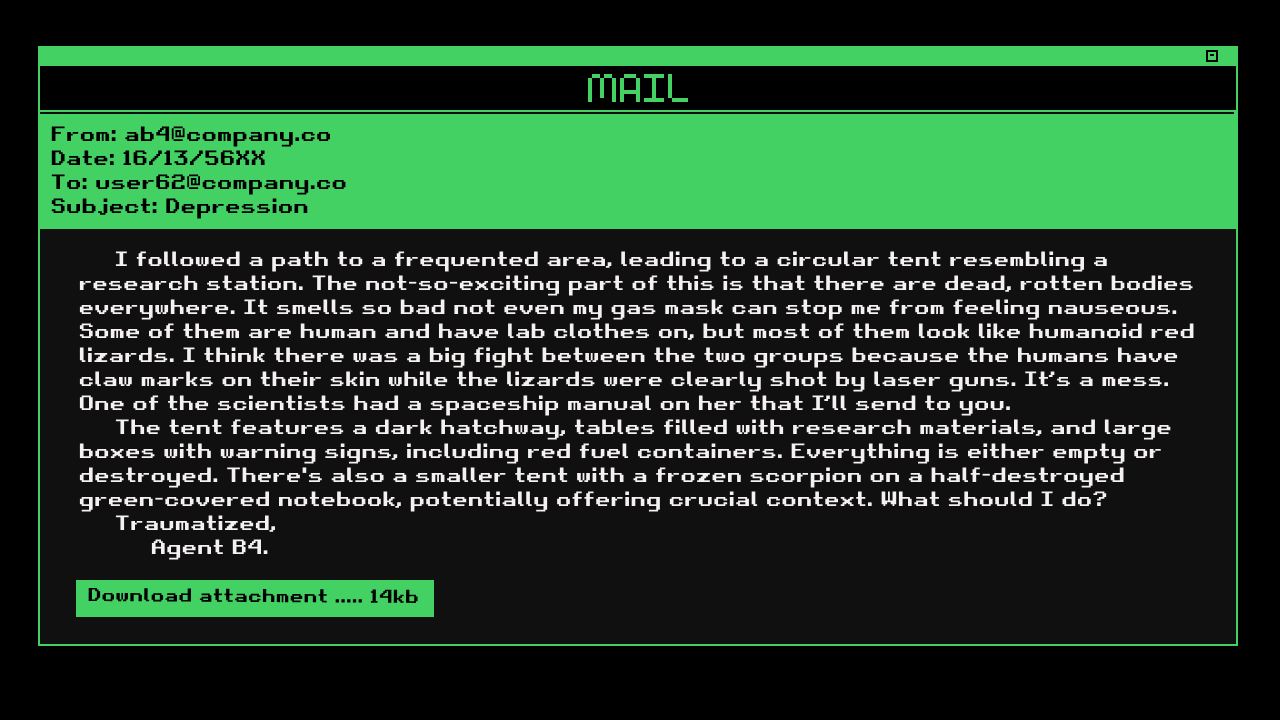 MAIL
From: ab4@company.co
Date: 16/13/56XX
To: user62@company.co
Subject: Depression
I followed a path to a frequented area, leading to a circular tent resembling a
research station. The not-so-exciting part of this is that there are dead, rotten bodies
everywhere. It smells so bad not even my gas mask can stop me from feeling nauseous.
Some of them are human and have lab clothes on, but most of them look like humanoid red
lizards. I think there was a big fight between the two groups because the humans have
claw marks on their skin while the lizards were clearly shot by laser guns. It's a mess.
One of the scientists had a spaceship manual on her that I'll send to you.
The tent features a dark hatchway, tables filled with research materials, and large
boxes with warning signs, including red fuel containers. Everything is either empty or
destroyed. There's also a smaller tent with a frozen scorpion on a half-destroyed
green-covered notebook, potentially offering crucial context. What should I do?
Traumatized,
Agent B4.
Download attachment ..... 14kb